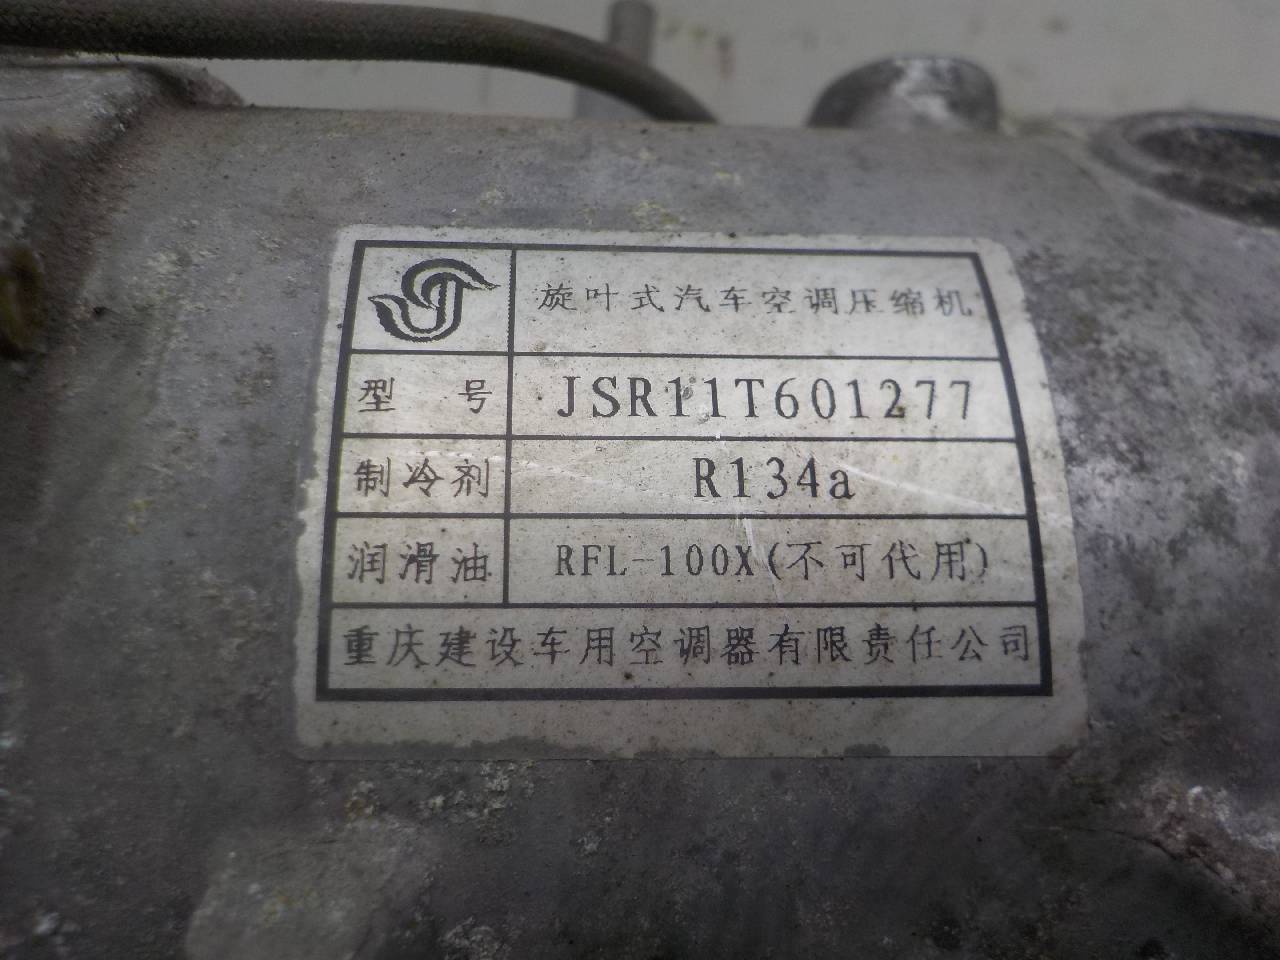 旋叶式汽车空调压缩机
型 号 JSR11T601277
制冷剂 R134a
润滑油 RFL-100X(不可代用)
重庆建设车用空调器有限责任公司